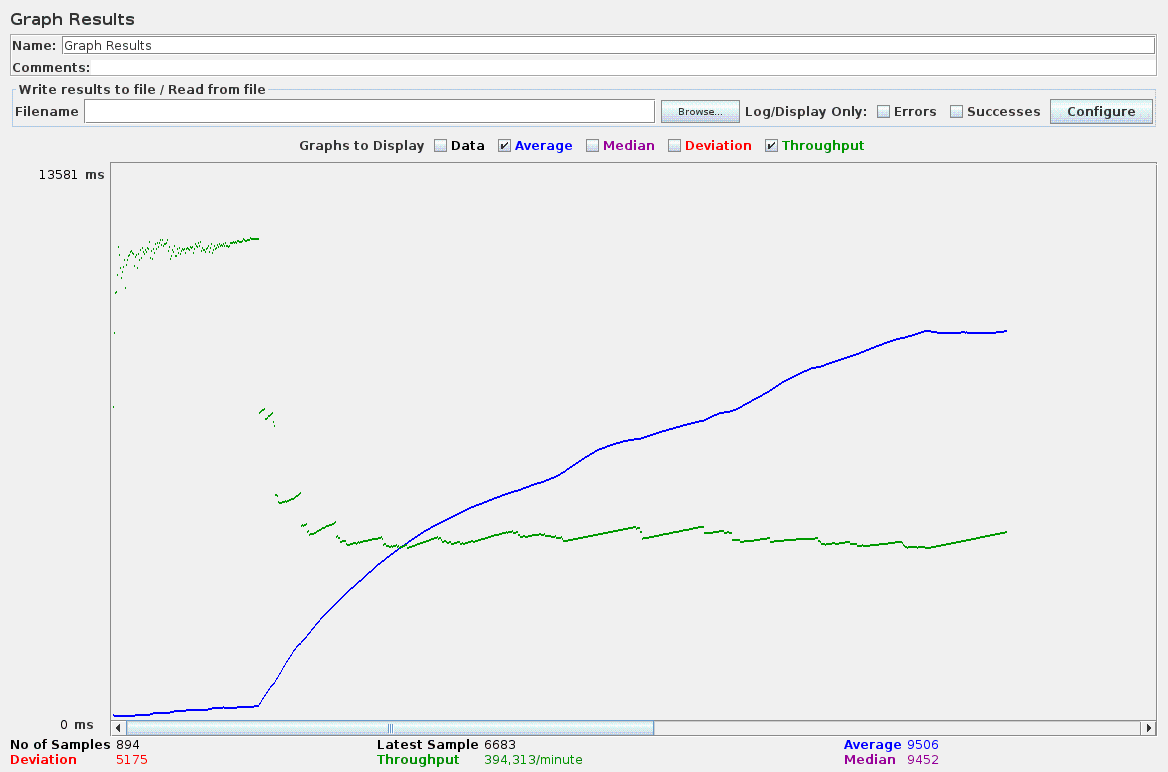 Graph Results
Name: Graph Results
Comments:
Write results to file / Read from file
Filename Browse... Log/Display Only: Errors Successes Configure
Graphs to Display Data Average Median Deviation Throughput
13581 ms
0 ms
No of Samples 894 Latest Sample 6683 Average 9506
Deviation 5175 Throughput 394,313/minute Median 9452